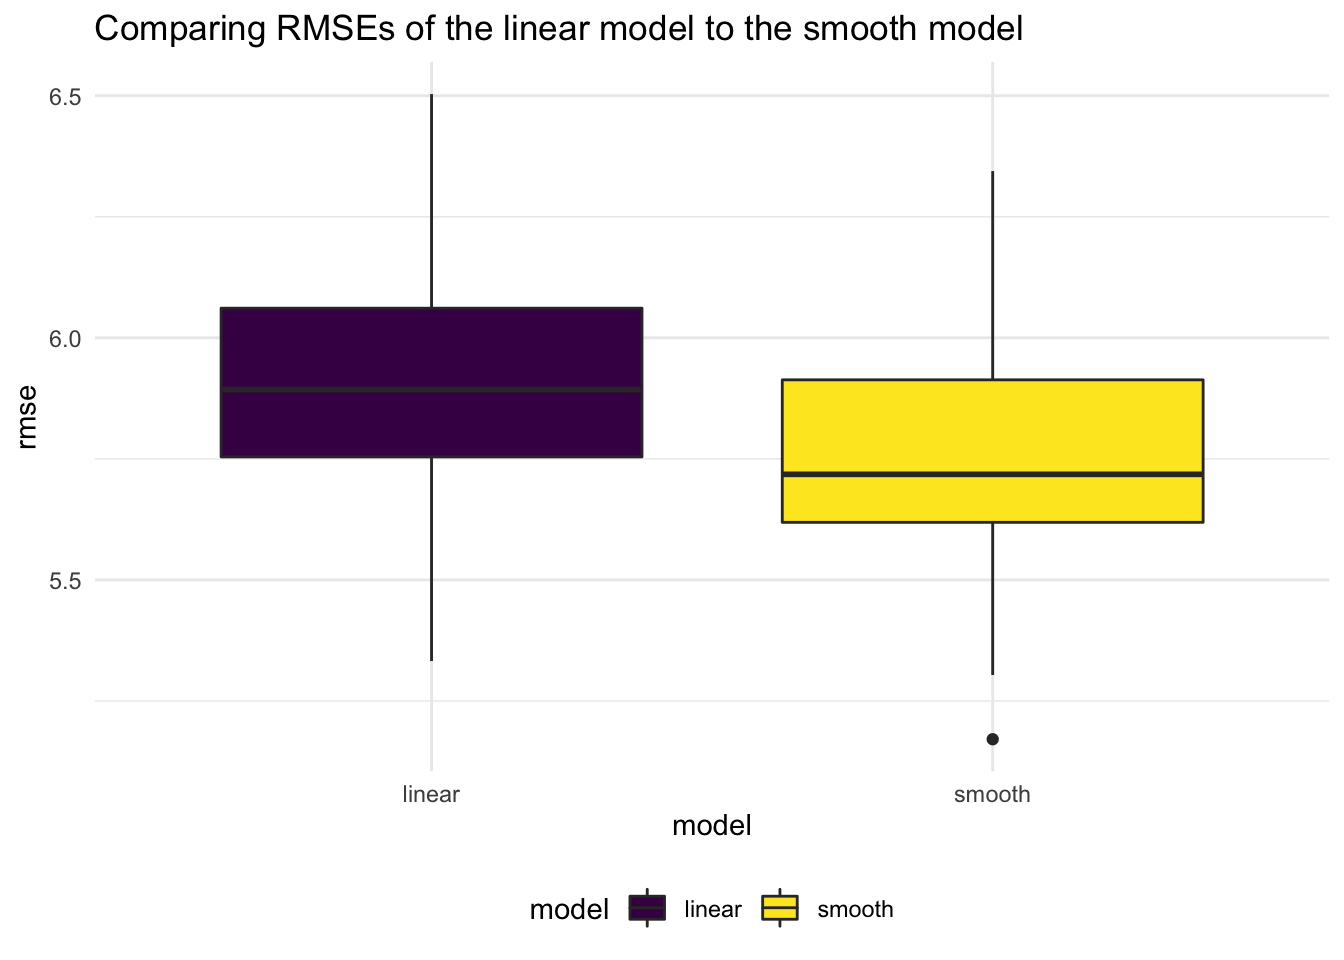 Comparing RMSEs of the linear model to the smooth model
6.5
6.0
5.5
rmse
linear smooth
model
model linear smooth